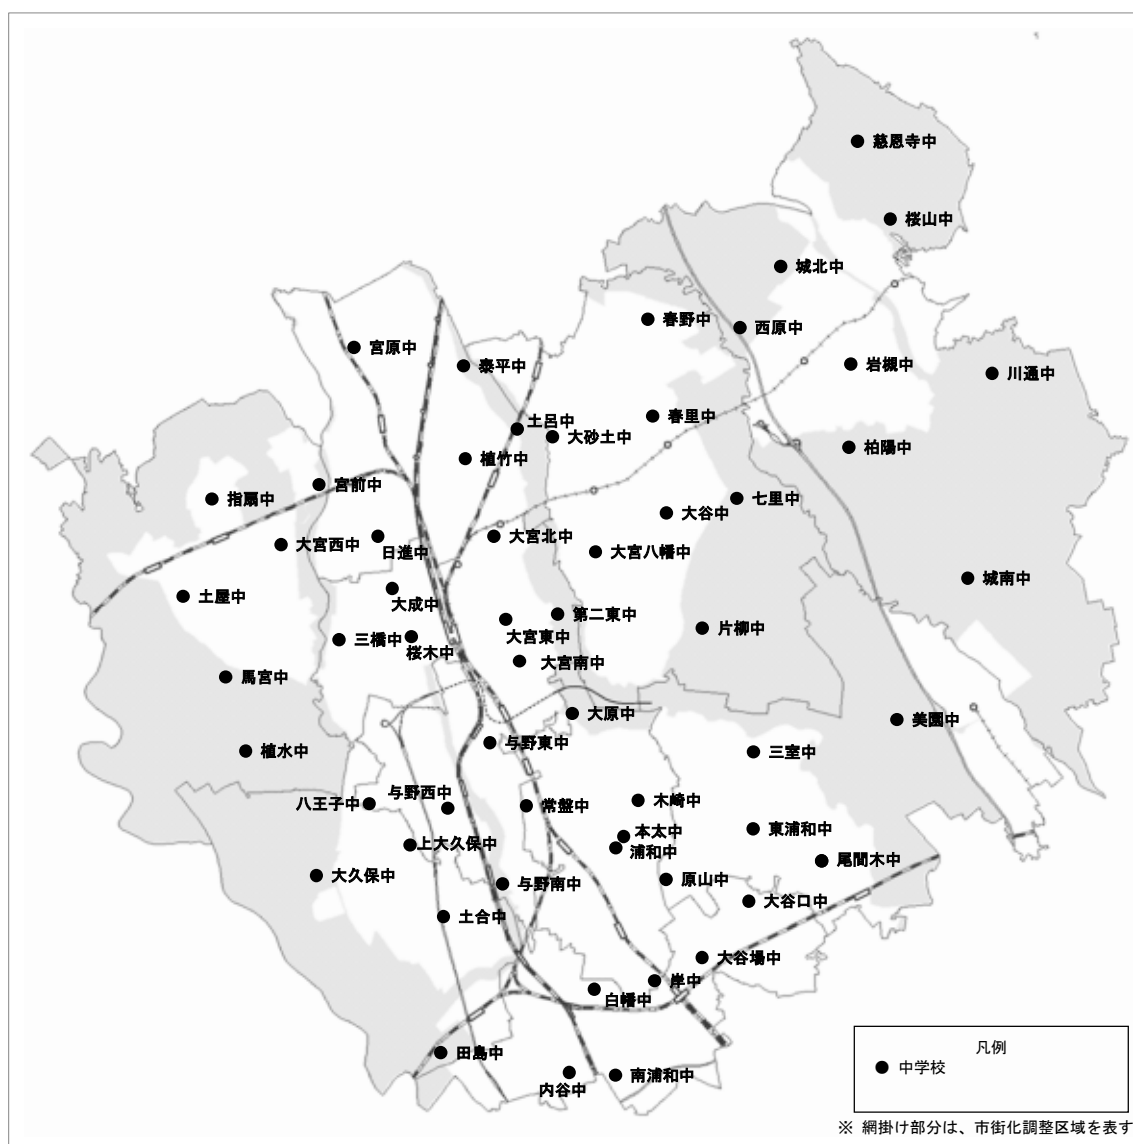 慈恩寺中
桜山中
城北中
春野中
西原中
宮原中
泰平中
岩槻中
川通中
春里中
土呂中
大砂土中
柏陽中
植竹中
宮前中
指扇中
七里中
大谷中
大宮西中
日進中
大宮北中
大宮八幡中
城南中
土屋中
大成中
第二東中
大宮東中
片柳中
三橋中
桜木中
大宮南中
馬宮中
大原中
美園中
与野東中
植水中
三室中
与野西中
八王子中
常盤中
木崎中
本太中
東浦和中
上大久保中
浦和中
尾間木中
大久保中
与野南中
原山中
大谷口中
土合中
大谷場中
岸中
白幡中
田島中
内谷中
南浦和中
凡例
中学校
※ 網掛け部分は、市街化調整区域を表す